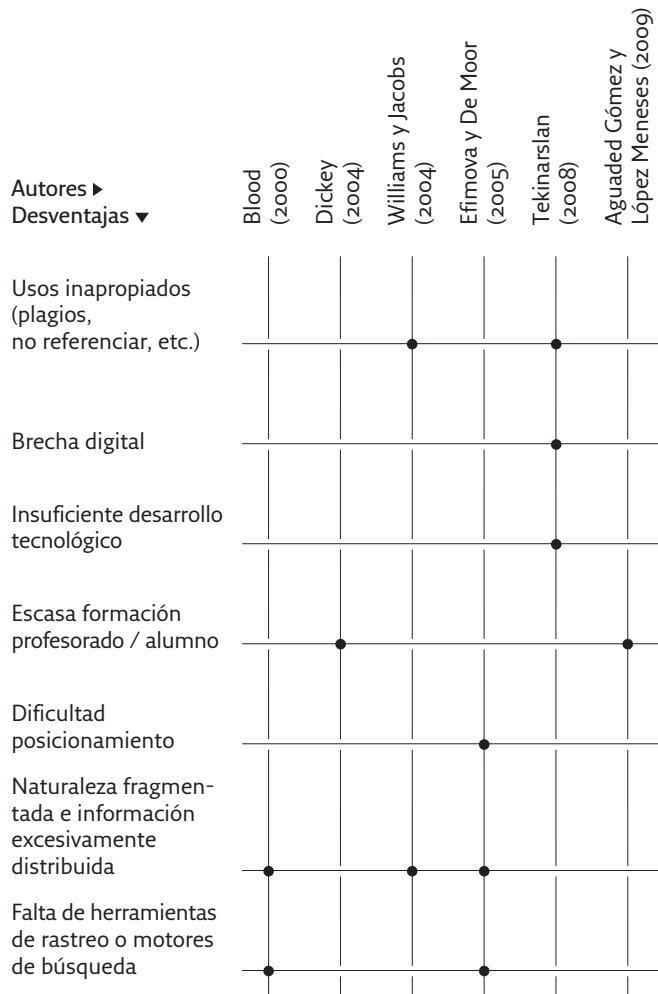 Autores ▸
Desventajas ▾
Blood
(2000)
Dickey
(2004)
Williams y Jacobs
(2004)
Efimova y De Moor
(2005)
Tekinarslan
(2008)
Aguaded Gómez y
López Meneses (2009)
Usos inapropiados
(plagios,
no referenciar, etc.)
Brecha digital
Insuficiente desarrollo
tecnológico
Escasa formación
profesorado / alumno
Dificultad
posicionamiento
Naturaleza fragmen-
tada e información
excesivamente
distribuida
Falta de herramientas
de rastreo o motores
de búsqueda